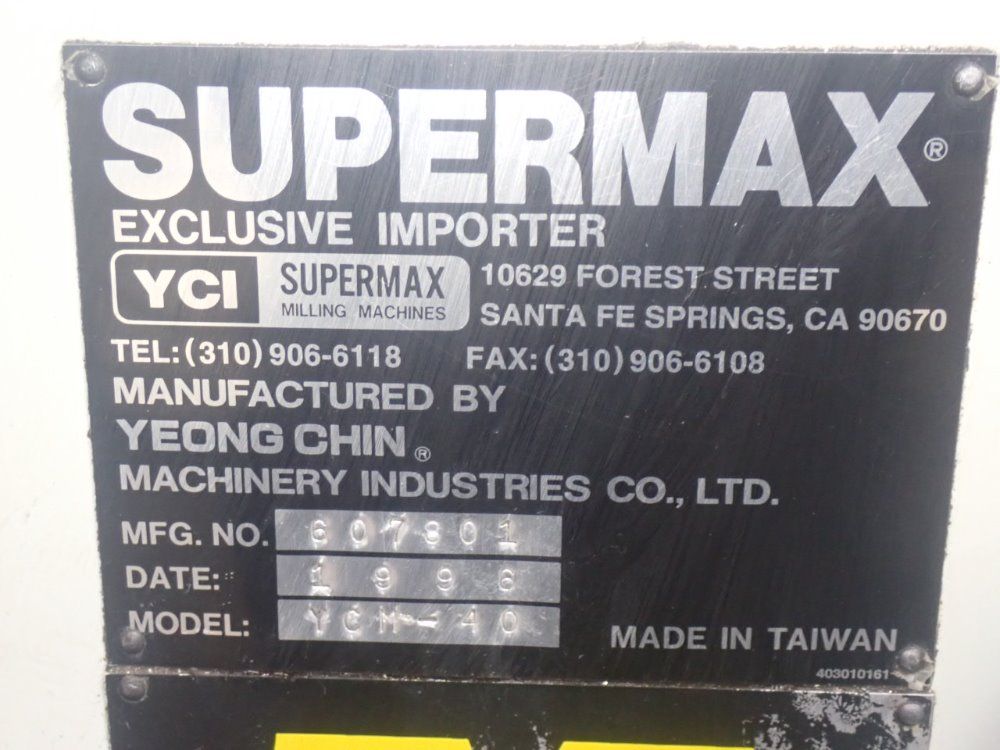 SUPERMAX®
EXCLUSIVE IMPORTER
YCI SUPERMAX
MILLING MACHINES
10629 FOREST STREET
SANTA FE SPRINGS, CA 90670
TEL:(310)906-6118 FAX:(310)906-6108
MANUFACTURED BY
YEONG CHIN®
MACHINERY INDUSTRIES CO., LTD.
MFG. NO. 607801
DATE: 1996
MODEL: YCM-40
MADE IN TAIWAN
403010161